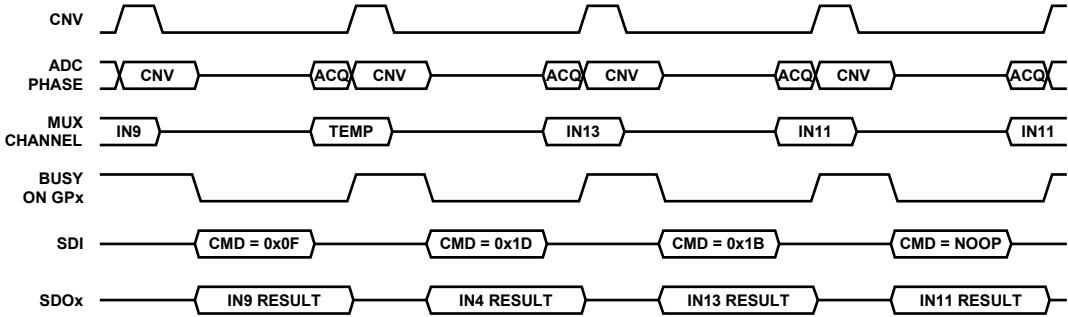 CNV
ADC
PHASE
CNV
ACQ
CNV
ACQ
CNV
ACQ
CNV
ACQ
MUX
CHANNEL
IN9
TEMP
IN13
IN11
IN11
BUSY
ON GPx
SDI
CMD = 0x0F
CMD = 0x1D
CMD = 0x1B
CMD = NOOP
SDOx
IN9 RESULT
IN4 RESULT
IN13 RESULT
IN11 RESULT